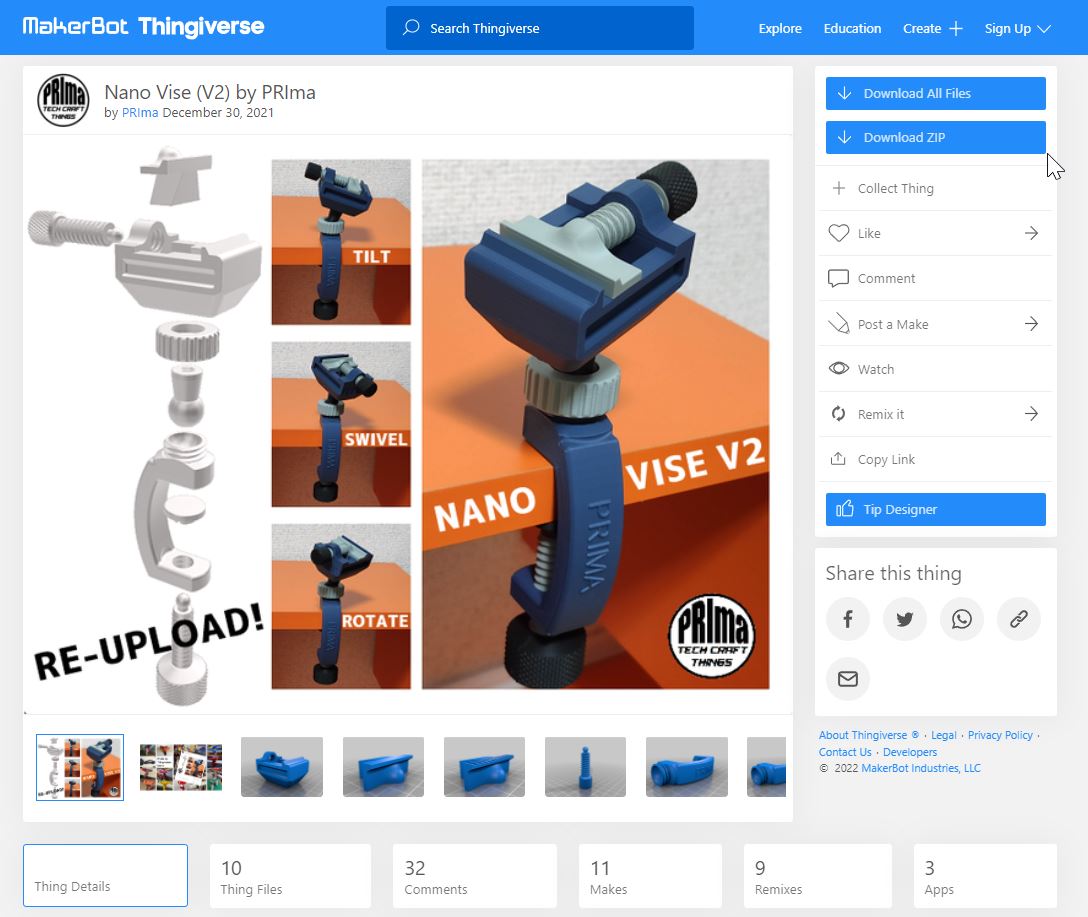 MakerBot Thingiverse
Search Thingiverse
Explore
Education
Create
Sign Up
PRIma
TECH CRAFT
THINGS
Nano Vise (V2) by PRIma
by PRIma December 30, 2021
TILT
SWIVEL
ROTATE
RE-UPLOAD!
NANO
VISE V2
PRIMA
PRIma
TECH CRAFT
THINGS
Download All Files
Download ZIP
Collect Thing
Like
Comment
Post a Make
Watch
Remix it
Copy Link
Tip Designer
Share this thing
About Thingiverse ® · Legal · Privacy Policy ·
Contact Us · Developers
© 2022 MakerBot Industries, LLC
Thing Details
10
Thing Files
32
Comments
11
Makes
9
Remixes
3
Apps